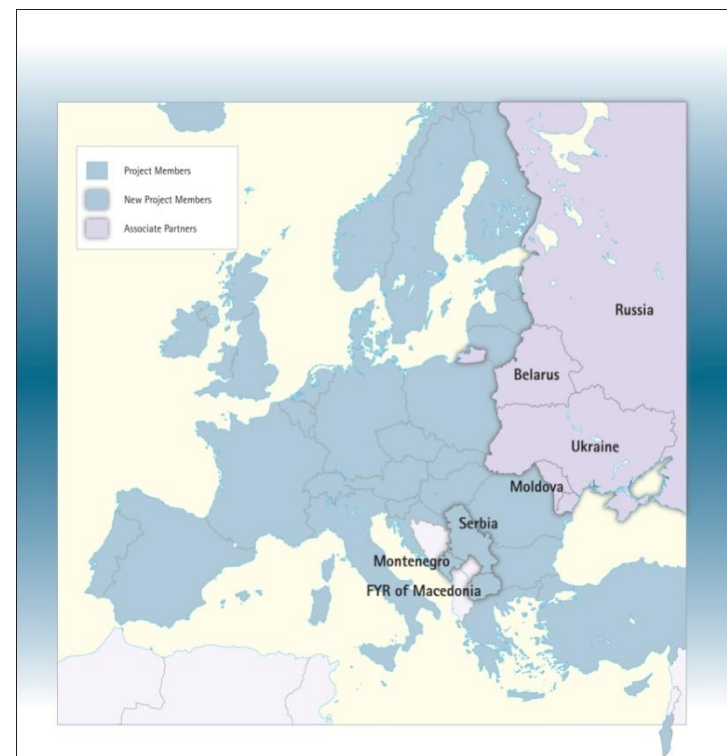 Project Members
New Project Members
Associate Partners
Russia
Belarus
Ukraine
Moldova
Serbia
Montenegro
FYR of Macedonia